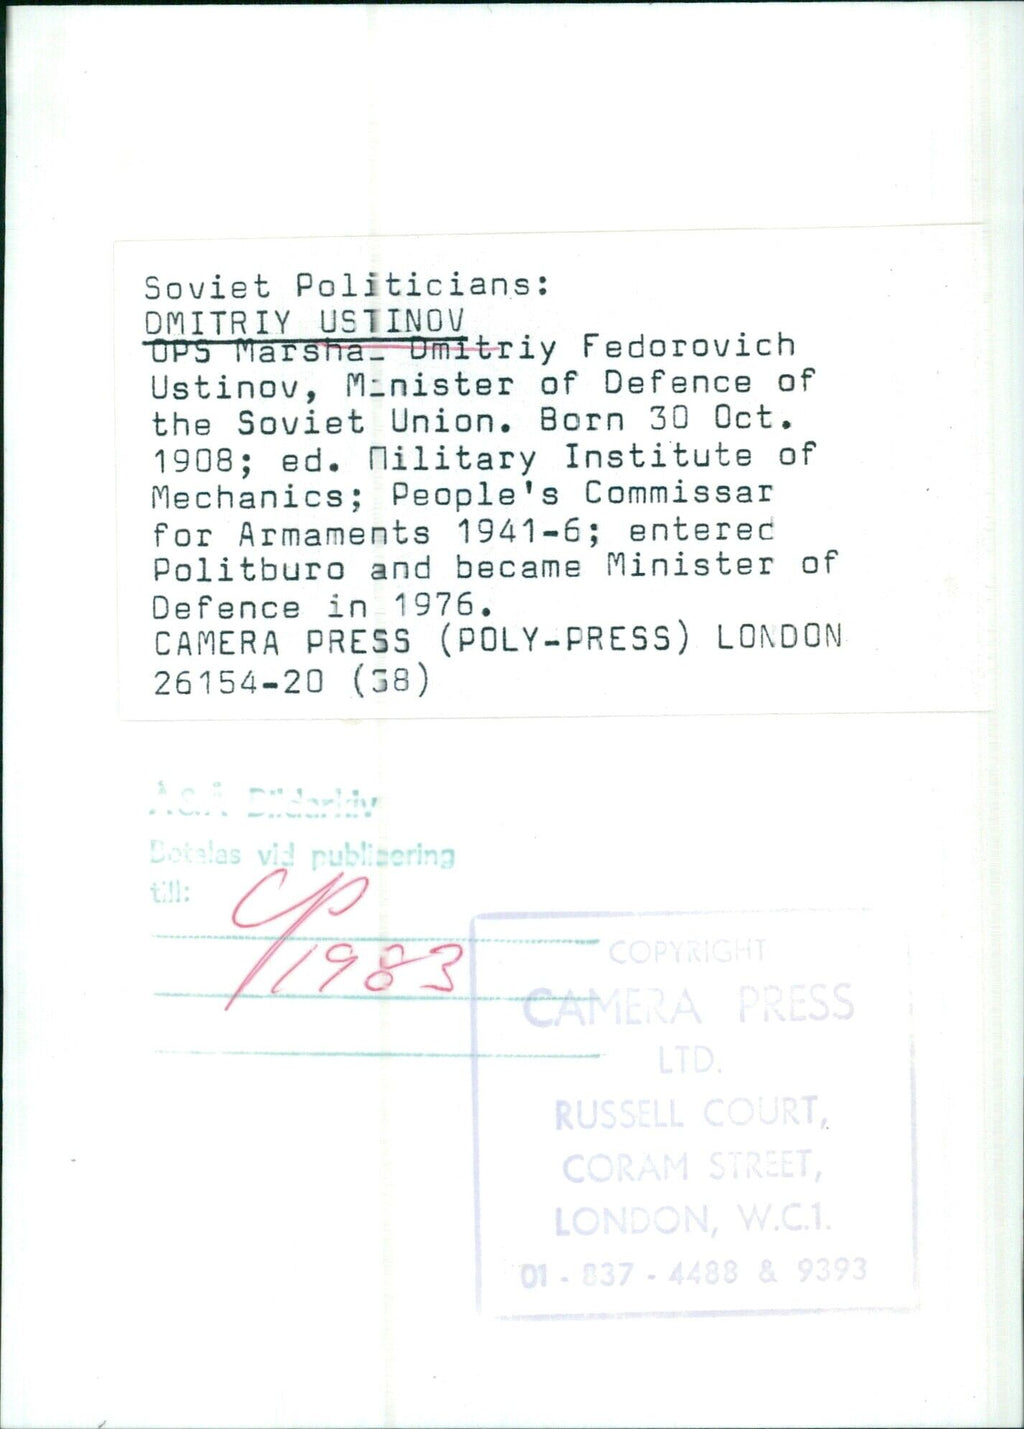 Soviet Politicians:
DMITRIY USTINOV
OPS Marshal Dmitriy Fedorovich
Ustinov, Minister of Defence of
the Soviet Union. Born 30 Oct.
1908; ed. Military Institute of
Mechanics; People's Commissar
for Armaments 1941-6; entered
Politburo and became Minister of
Defence in 1976.
CAMERA PRESS (POLY-PRESS) LONDON
26154-20 (38)
Å&Å Bildarkiv
Betalas vid publicering
till:
CP
1983
COPYRIGHT
CAMERA PRESS
LTD.
RUSSELL COURT,
CORAM STREET,
LONDON, W.C.1.
01 - 837 - 4488 & 9393